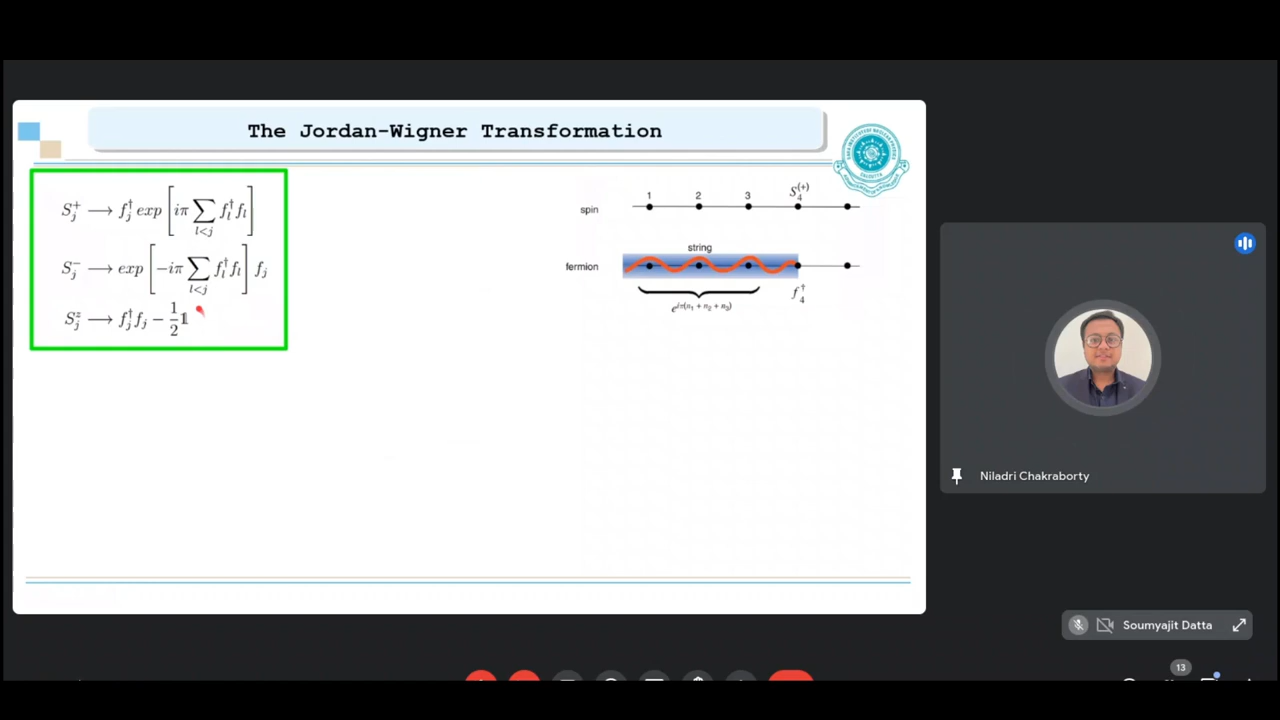 The Jordan-Wigner Transformation
S_j^+ ⟶ f_j^† exp [iπ ∑_{l<j} f_l^† f_l]
S_j^- ⟶ exp [-iπ ∑_{l<j} f_l^† f_l] f_j
S_j^z ⟶ f_j^† f_j - 1/2 𝟙
1 2 3 S_4^{(+)}
spin
string
fermion
e^{iπ(n_1 + n_2 + n_3)} f_4^†
CALCUTTA
Niladri Chakraborty
Soumyajit Datta
13